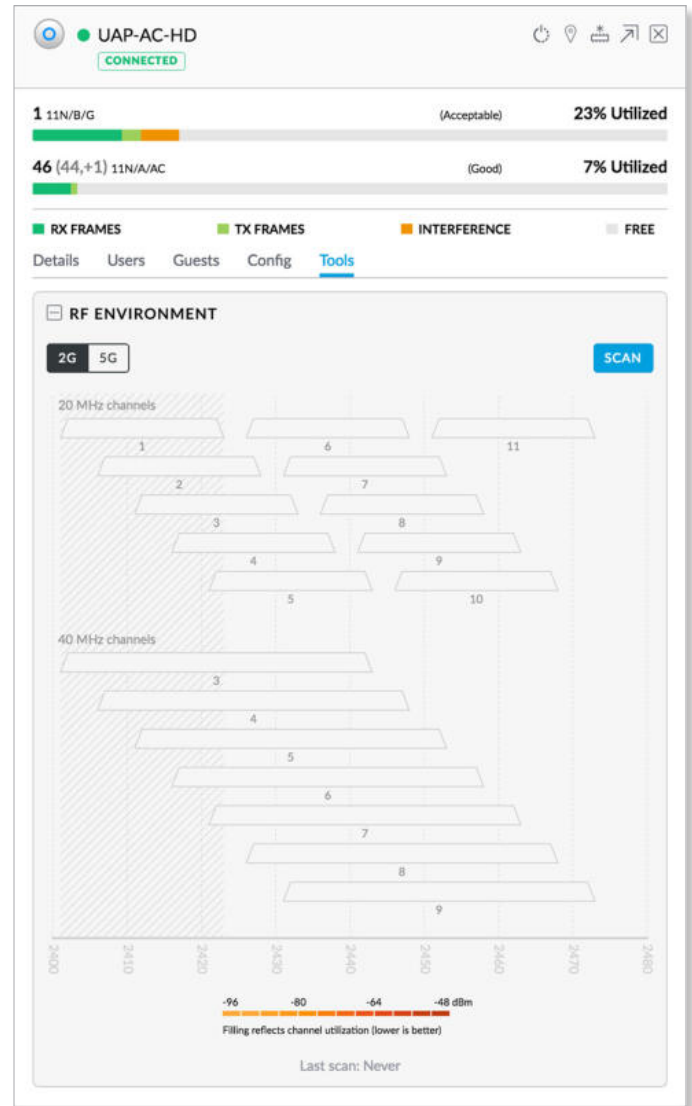 UAP-AC-HD
CONNECTED
1 11N/B/G (Acceptable) 23% Utilized
46 (44,+1) 11N/A/AC (Good) 7% Utilized
RX FRAMES TX FRAMES INTERFERENCE FREE
Details Users Guests Config Tools
RF ENVIRONMENT
2G 5G SCAN
20 MHz channels
1 6 11
2 7
3 8
4 9
5 10
40 MHz channels
3
4
5
6
7
8
9
2400 2410 2420 2430 2440 2450 2460 2470 2480
-96 -80 -64 -48 dBm
Filling reflects channel utilization (lower is better)
Last scan: Never